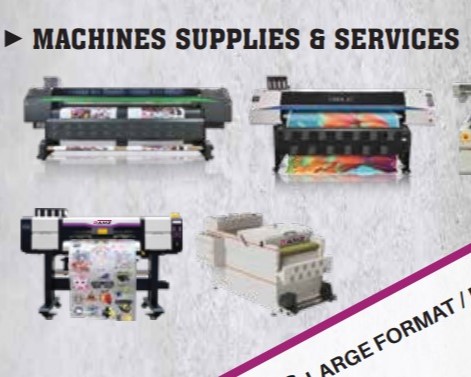 ► MACHINES SUPPLIES & SERVICES
LARGE FORMAT /